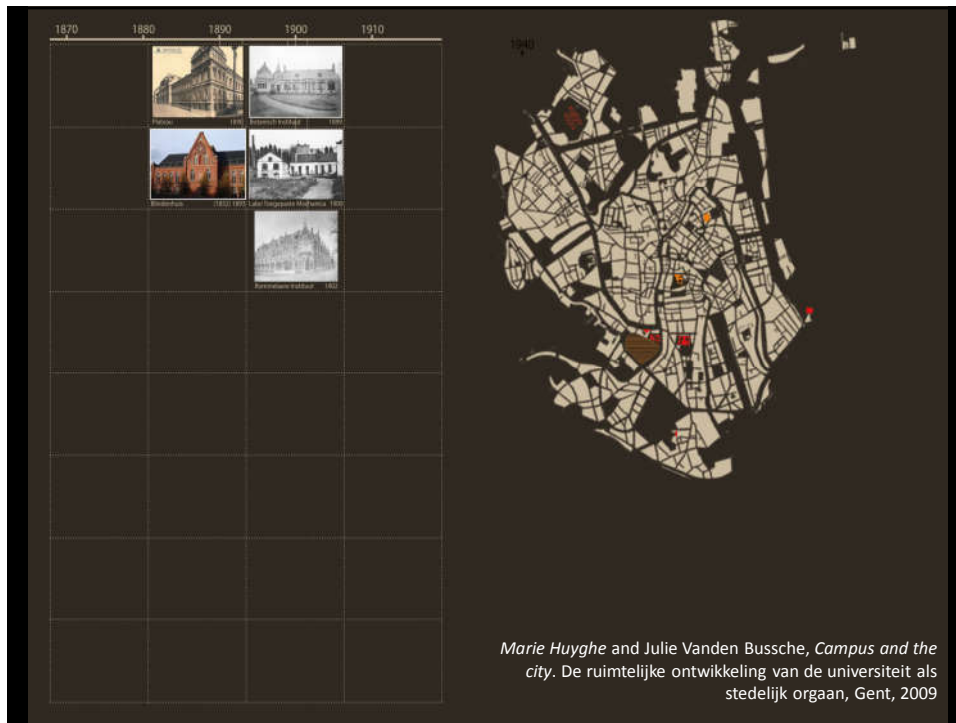 1870 1880 1890 1900 1910
1940
Plateau
Botanisch Instituut 1899
Blindenhuis (1852) 1893
Labo Toegepaste Mechanica 1900
Rommelaere Instituut 1902
Marie Huyghe and Julie Vanden Bussche, Campus and the
city. De ruimtelijke ontwikkeling van de universiteit als
stedelijk orgaan, Gent, 2009